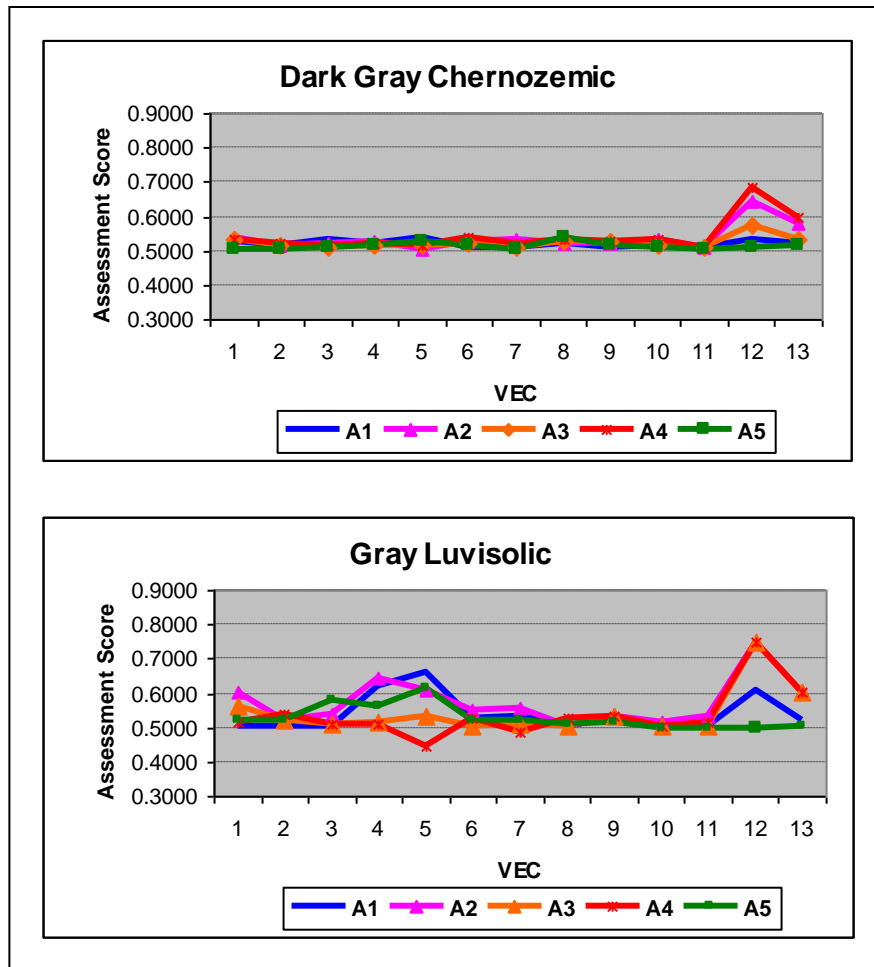 Dark Gray Chernozemic
0.9000
0.8000
0.7000
0.6000
0.5000
0.4000
0.3000
Assessment Score
1 2 3 4 5 6 7 8 9 10 11 12 13
VEC
A1 A2 A3 A4 A5
Gray Luvisolic
0.9000
0.8000
0.7000
0.6000
0.5000
0.4000
0.3000
Assessment Score
1 2 3 4 5 6 7 8 9 10 11 12 13
VEC
A1 A2 A3 A4 A5